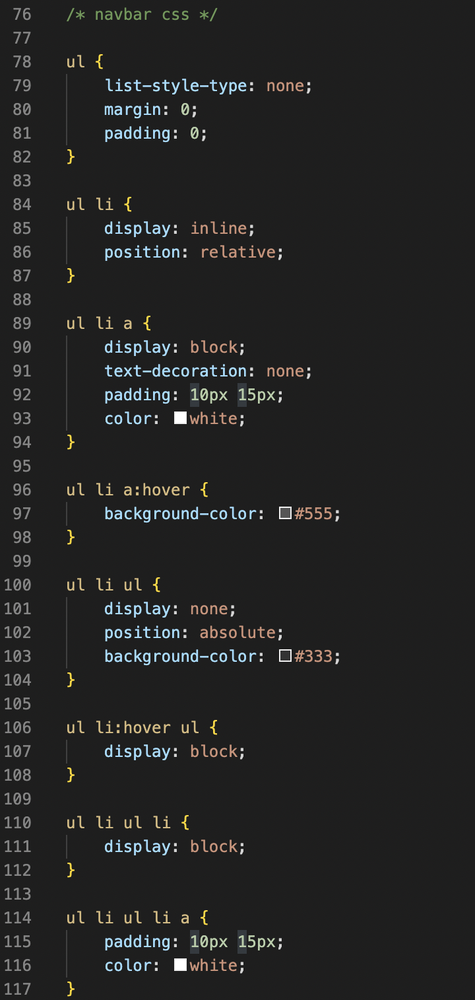 76 /* navbar css */
77
78 ul {
79     list-style-type: none;
80     margin: 0;
81     padding: 0;
82 }
83
84 ul li {
85     display: inline;
86     position: relative;
87 }
88
89 ul li a {
90     display: block;
91     text-decoration: none;
92     padding: 10px 15px;
93     color: white;
94 }
95
96 ul li a:hover {
97     background-color: #555;
98 }
99
100 ul li ul {
101     display: none;
102     position: absolute;
103     background-color: #333;
104 }
105
106 ul li:hover ul {
107     display: block;
108 }
109
110 ul li ul li {
111     display: block;
112 }
113
114 ul li ul li a {
115     padding: 10px 15px;
116     color: white;
117 }